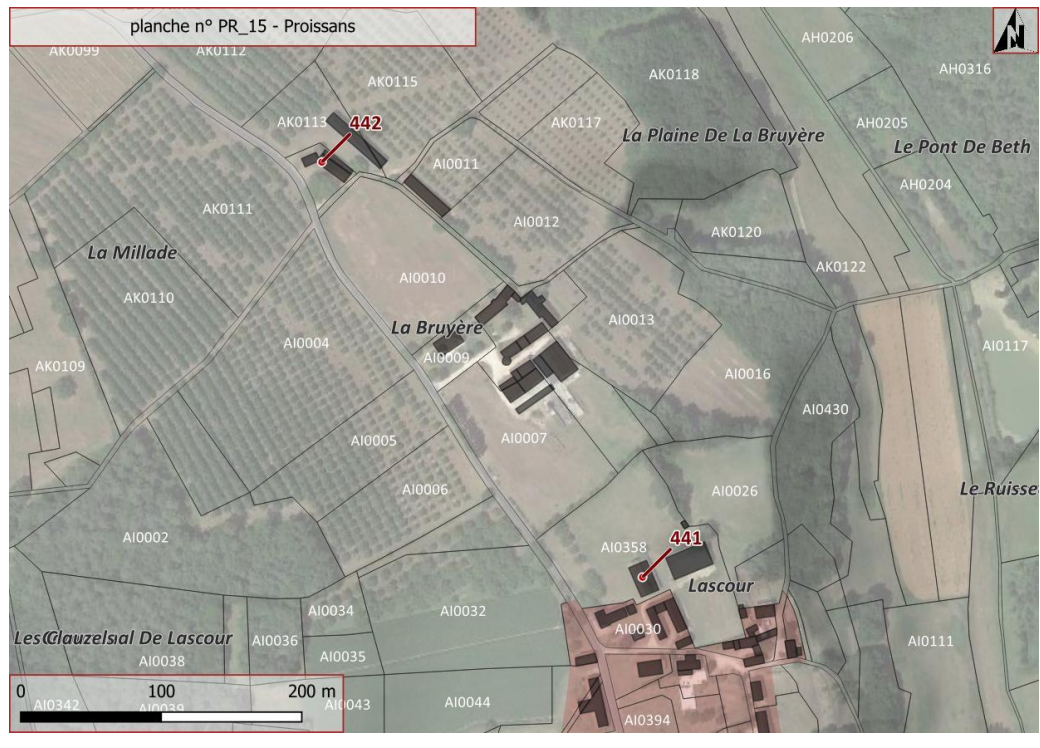 planche n° PR_15 - Proissans
N
AK0099
AK0112
AK0115
AK0118
AH0206
AH0316
AK0113
442
AK0117
La Plaine De La Bruyère
AH0205
Le Pont De Beth
AI0011
AH0204
AK0111
AI0012
AK0120
La Millade
AK0122
AI0010
AK0110
La Bruyère
AI0013
AI0004
AI0009
AI0117
AK0109
AI0016
AI0430
AI0005
AI0007
AI0006
AI0026
Le Ruisse
AI0002
AI0358
441
Lascour
AI0034
AI0032
AI0030
AI0036
De Lascour
AI0035
AI0111
AI0038
0 100 200 m
AI0342
AI0039
AI0043
AI0044
AI0394